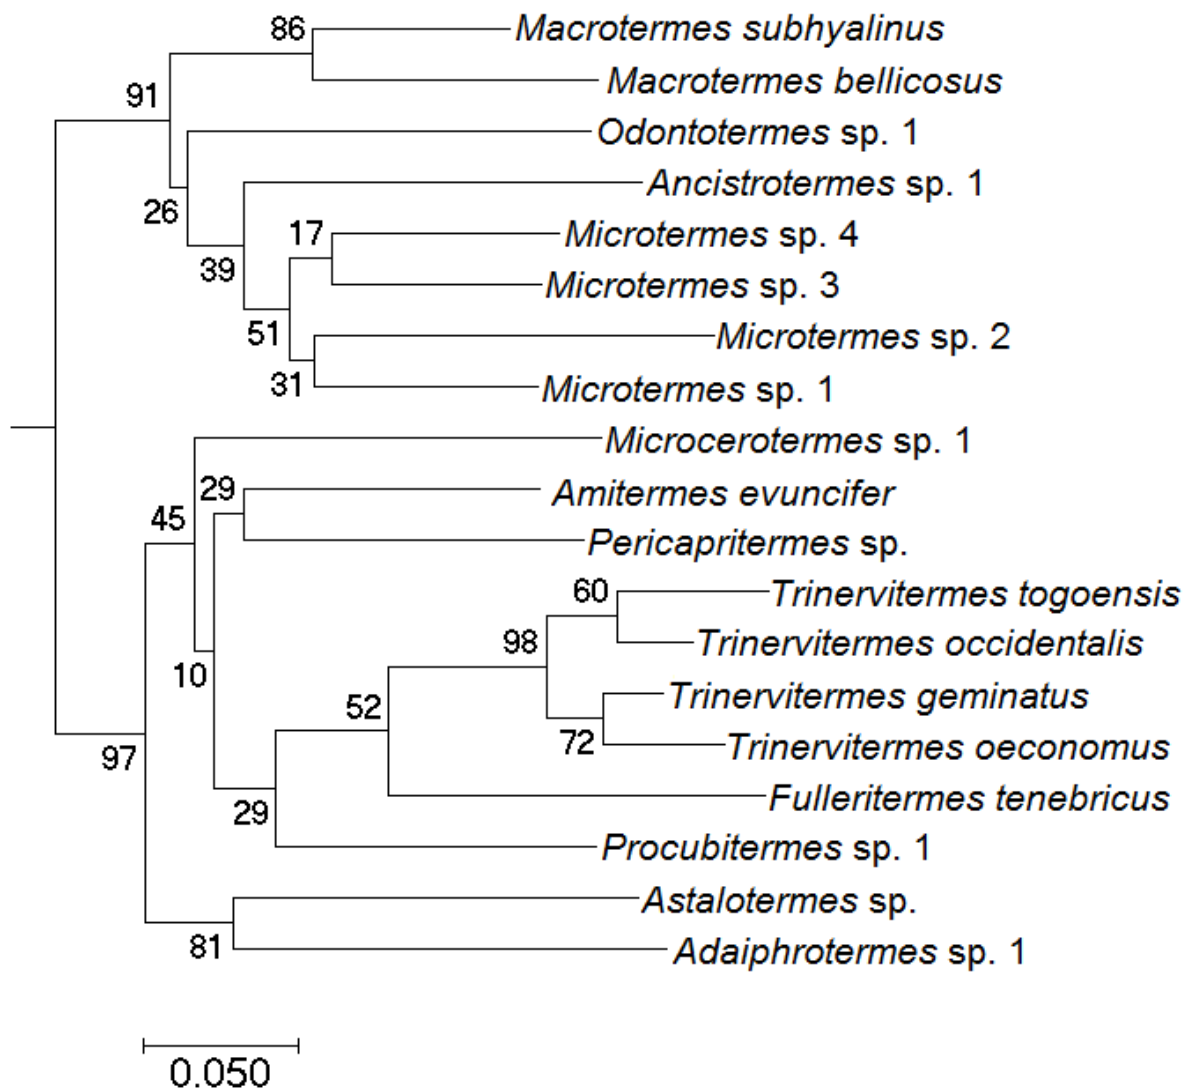 86
Macrotermes subhyalinus
Macrotermes bellicosus
91
Odontotermes sp. 1
Ancistrotermes sp. 1
26
17
Microtermes sp. 4
39
Microtermes sp. 3
51
Microtermes sp. 2
31
Microtermes sp. 1
Microcerotermes sp. 1
29
Amitermes evuncifer
45
Pericapritermes sp.
60
Trinervitermes togoensis
98
Trinervitermes occidentalis
10
Trinervitermes geminatus
52
72
Trinervitermes oeconomus
97
Fulleritermes tenebricus
29
Procubitermes sp. 1
Astalotermes sp.
81
Adaiphrotermes sp. 1
0.050